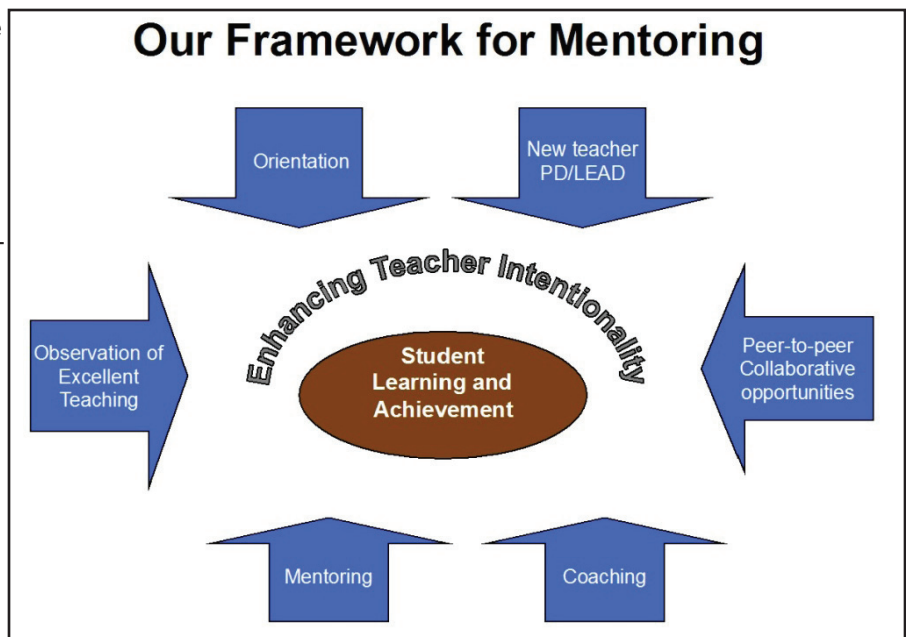 Our Framework for Mentoring
Orientation
New teacher
PD/LEAD
Enhancing Teacher Intentionality
Observation of
Excellent
Teaching
Student
Learning and
Achievement
Peer-to-peer
Collaborative
opportunities
Mentoring
Coaching